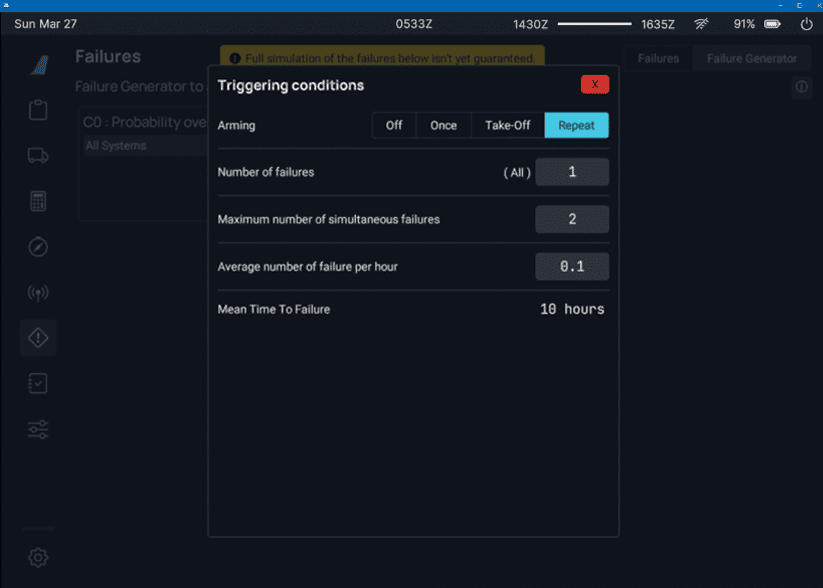 Sun Mar 27 0533Z 1430Z 1635Z 91%
Failures
Full simulation of the failures below isn't yet guaranteed.
Failures Failure Generator
Failure Generator to
Triggering conditions X
C0 : Probability ove
All Systems
Arming Off Once Take-Off Repeat
Number of failures ( All ) 1
Maximum number of simultaneous failures 2
Average number of failure per hour 0.1
Mean Time To Failure 10 hours